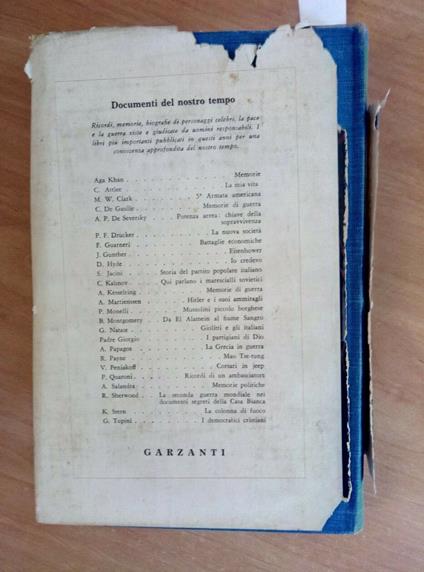 Documenti del nostro tempo
Ricordi, memorie, biografie di personaggi celebri, la pace
e la guerra viste e giudicate da uomini responsabili. I
libri più importanti pubblicati in questi anni per una
conoscenza approfondita del nostro tempo.
Aga Khan . . . . . . . . . . Memorie
C. Attlee . . . . . . . . . . La mia vita
M. W. Clark . . . . . . . . 5ª Armata americana
C. De Gaulle . . . . . . . . Memorie di guerra
A. P. De Seversky . . . Potenza aerea: chiave della
sopravvivenza
P. F. Drucker . . . . . . . . La nuova società
F. Guarneri . . . . . . . . Battaglie economiche
J. Gunther . . . . . . . . . . Eisenhower
D. Hyde . . . . . . . . . . Io credevo
S. Jacini . . . Storia del partito popolare italiano
C. Kalinov . . . Qui parlano i marescialli sovietici
A. Kesselring . . . . . . . . Memorie di guerra
A. Martienssen . . . . Hitler e i suoi ammiragli
P. Monelli . . . . . . Mussolini piccolo borghese
B. Montgomery . . Da El Alamein al fiume Sangro
G. Natale . . . . . . . . Giolitti e gli italiani
Padre Giorgio . . . . . . I partigiani di Dio
A. Papagos . . . . . . . . La Grecia in guerra
R. Payne . . . . . . . . . . Mao Tse-tung
V. Peniakoff . . . . . . . . Corsari in jeep
P. Quaroni . . . . . Ricordi di un ambasciatore
A. Salandra . . . . . . . . Memorie politiche
R. Sherwood . . La seconda guerra mondiale nei
documenti segreti della Casa Bianca
K. Stern . . . . . . . . La colonna di fuoco
G. Tupini . . . . . . . . I democratici cristiani
GARZANTI